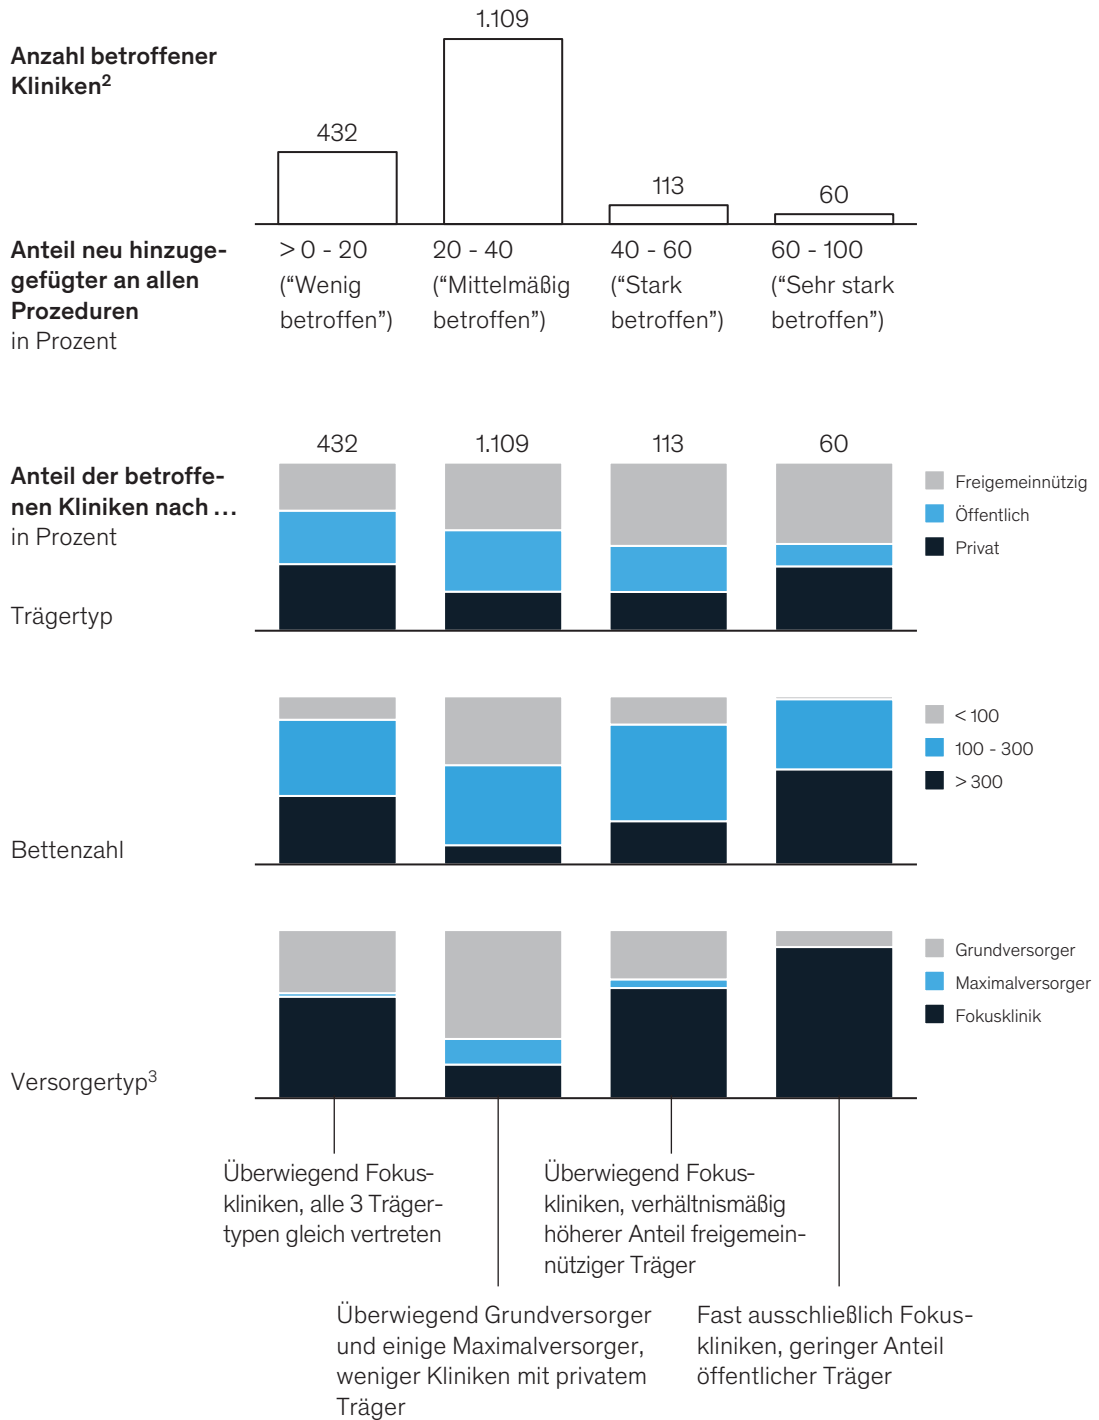 Anzahl betroffener
Kliniken²
432
1.109
113
60
Anteil neu hinzuge-
gefügter an allen
Prozeduren
in Prozent
> 0 - 20
(“Wenig
betroffen”)
20 - 40
(“Mittelmäßig
betroffen”)
40 - 60
(“Stark
betroffen”)
60 - 100
(“Sehr stark
betroffen”)
432
1.109
113
60
Anteil der betroffe-
nen Kliniken nach ...
in Prozent
Trägertyp
Freigemeinnützig
Öffentlich
Privat
Bettenzahl
< 100
100 - 300
> 300
Versorgertyp³
Grundversorger
Maximalversorger
Fokusklinik
Überwiegend Fokus-
kliniken, alle 3 Träger-
typen gleich vertreten
Überwiegend Grundversorger
und einige Maximalversorger,
weniger Kliniken mit privatem
Träger
Überwiegend Fokus-
kliniken, verhältnismäßig
höherer Anteil freigemein-
nütziger Träger
Fast ausschließlich Fokus-
kliniken, geringer Anteil
öffentlicher Träger